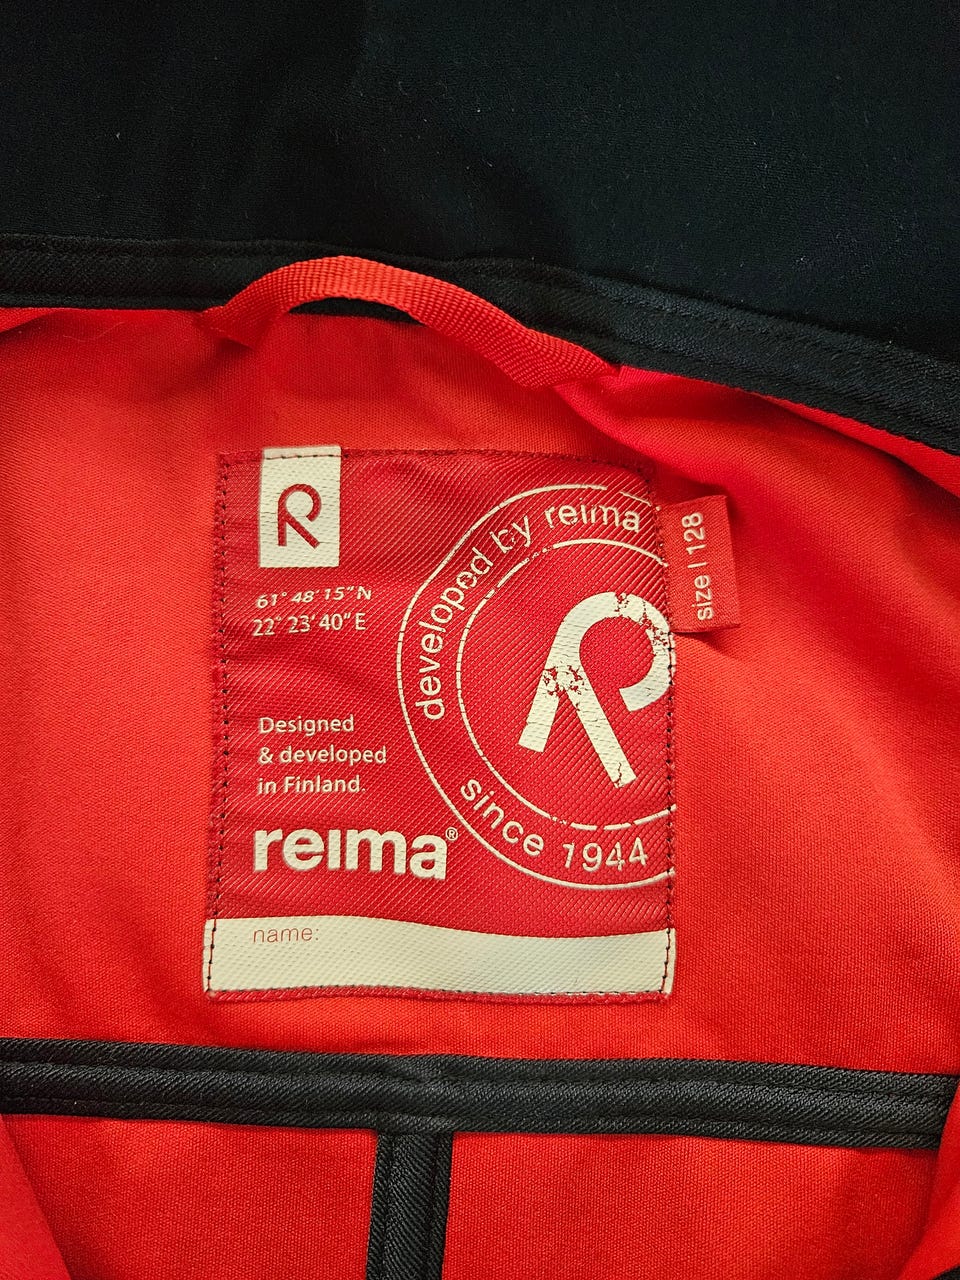 R
61° 48' 15" N
22° 23' 40" E
Designed
& developed
in Finland.
reima®
developed by reima
R
since 1944
size | 128
name: